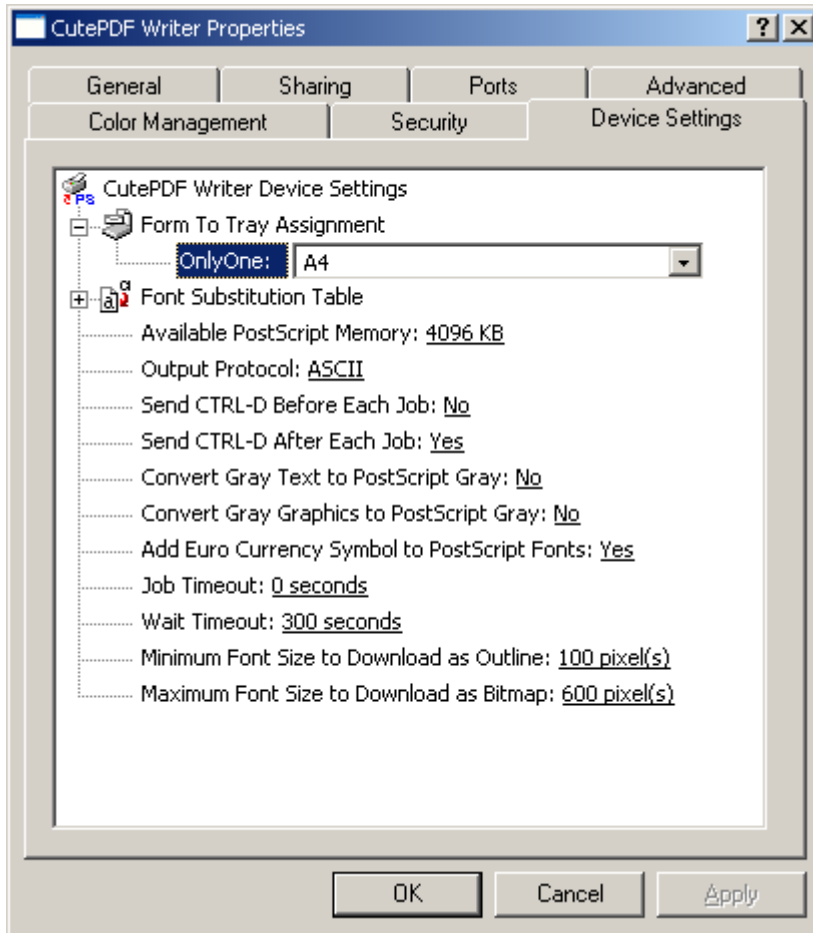 CutePDF Writer Properties
General Sharing Ports Advanced
Color Management Security Device Settings
CutePDF Writer Device Settings
Form To Tray Assignment
OnlyOne: A4
Font Substitution Table
Available PostScript Memory: 4096 KB
Output Protocol: ASCII
Send CTRL-D Before Each Job: No
Send CTRL-D After Each Job: Yes
Convert Gray Text to PostScript Gray: No
Convert Gray Graphics to PostScript Gray: No
Add Euro Currency Symbol to PostScript Fonts: Yes
Job Timeout: 0 seconds
Wait Timeout: 300 seconds
Minimum Font Size to Download as Outline: 100 pixel(s)
Maximum Font Size to Download as Bitmap: 600 pixel(s)
OK Cancel Apply